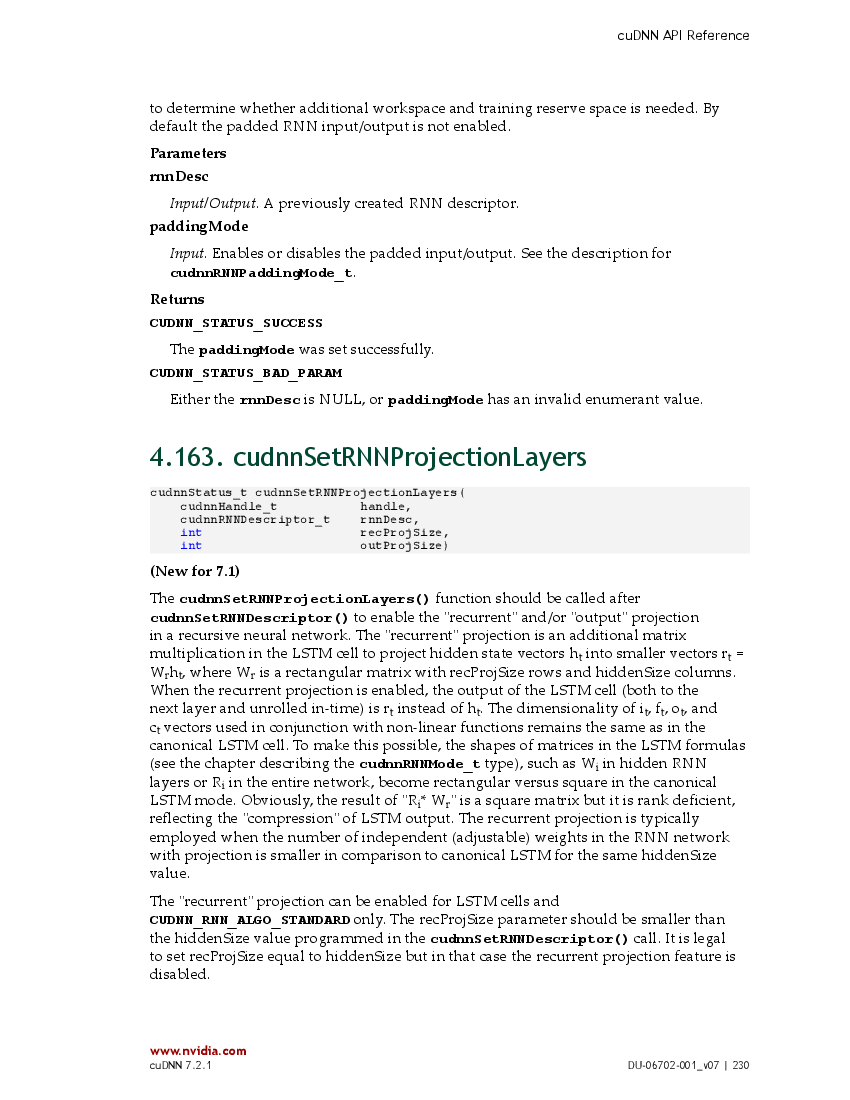 cuDNN API Reference
to determine whether additional workspace and training reserve space is needed. By
default the padded RNN input/output is not enabled.
Parameters
rnnDesc
Input/Output. A previously created RNN descriptor.
paddingMode
Input. Enables or disables the padded input/output. See the description for
cudnnRNNPaddingMode_t.
Returns
CUDNN_STATUS_SUCCESS
The paddingMode was set successfully.
CUDNN_STATUS_BAD_PARAM
Either the rnnDesc is NULL, or paddingMode has an invalid enumerant value.
4.163. cudnnSetRNNProjectionLayers
cudnnStatus_t cudnnSetRNNProjectionLayers(
cudnnHandle_t handle,
cudnnRNNDescriptor_t rnnDesc,
int recProjSize,
int outProjSize)
(New for 7.1)
The cudnnSetRNNProjectionLayers() function should be called after
cudnnSetRNNDescriptor() to enable the "recurrent" and/or "output" projection
in a recursive neural network. The "recurrent" projection is an additional matrix
multiplication in the LSTM cell to project hidden state vectors ht into smaller vectors rt =
Wrht, where Wr is a rectangular matrix with recProjSize rows and hiddenSize columns.
When the recurrent projection is enabled, the output of the LSTM cell (both to the
next layer and unrolled in-time) is rt instead of ht. The dimensionality of it, ft, ot, and
ct vectors used in conjunction with non-linear functions remains the same as in the
canonical LSTM cell. To make this possible, the shapes of matrices in the LSTM formulas
(see the chapter describing the cudnnRNNMode_t type), such as Wi in hidden RNN
layers or Ri in the entire network, become rectangular versus square in the canonical
LSTM mode. Obviously, the result of "Ri* Wr" is a square matrix but it is rank deficient,
reflecting the "compression" of LSTM output. The recurrent projection is typically
employed when the number of independent (adjustable) weights in the RNN network
with projection is smaller in comparison to canonical LSTM for the same hiddenSize
value.
The "recurrent" projection can be enabled for LSTM cells and
CUDNN_RNN_ALGO_STANDARD only. The recProjSize parameter should be smaller than
the hiddenSize value programmed in the cudnnSetRNNDescriptor() call. It is legal
to set recProjSize equal to hiddenSize but in that case the recurrent projection feature is
disabled.
www.nvidia.com
cuDNN 7.2.1 DU-06702-001_v07 | 230